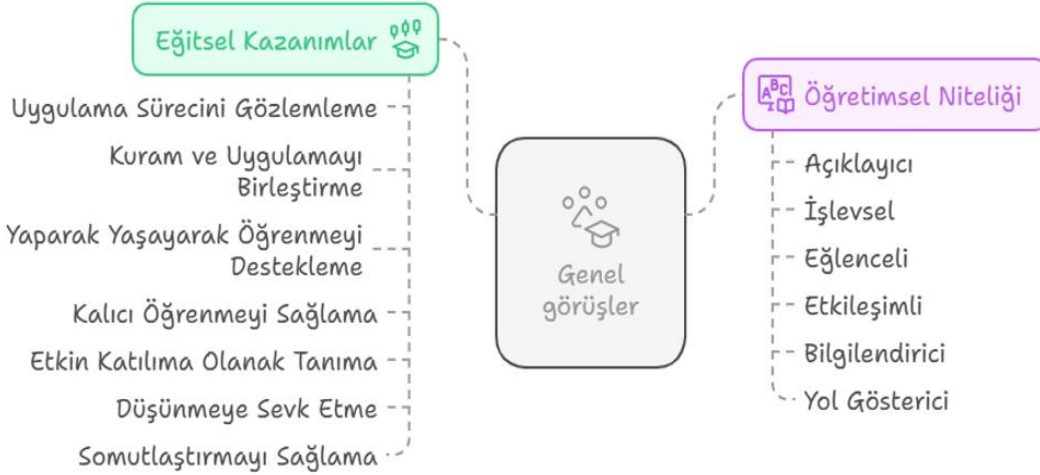 Eğitsel Kazanımlar
Uygulama Sürecini Gözlemleme
Kuram ve Uygulamayı
Birleştirme
Yaparak Yaşayarak Öğrenmeyi
Destekleme
Kalıcı Öğrenmeyi Sağlama
Etkin Katılıma Olanak Tanıma
Düşünmeye Sevk Etme
Somutlaştırmayı Sağlama
Genel
görüşler
ABC
Öğretimsel Niteliği
Açıklayıcı
İşlevsel
Eğlenceli
Etkileşimli
Bilgilendirici
Yol Gösterici